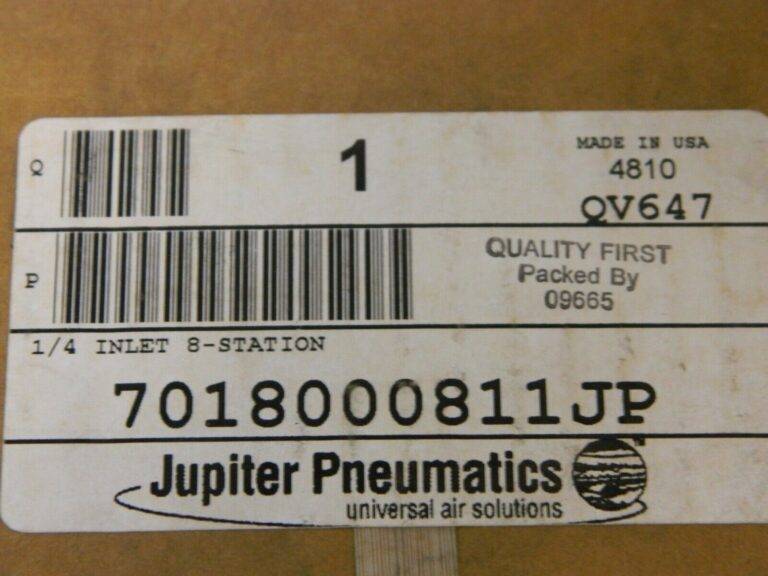 Q
1
MADE IN USA
4810
QV647
P
QUALITY FIRST
Packed By
09665
1/4 INLET 8-STATION
7018000811JP
Jupiter Pneumatics™
universal air solutions